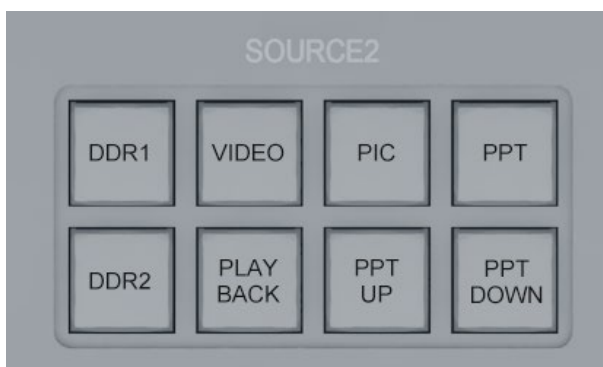 SOURCE2
DDR1
VIDEO
PIC
PPT
DDR2
PLAY
BACK
PPT
UP
PPT
DOWN